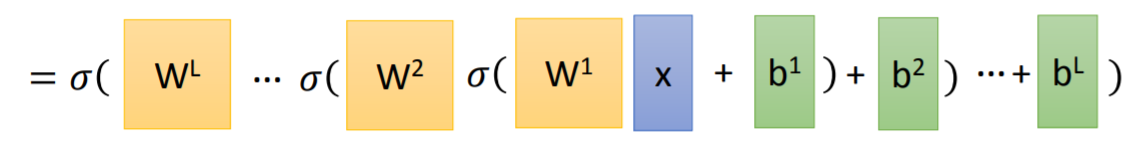 = σ( Wᴸ ⋯ σ( W² σ( W¹ x + b¹ ) + b² ) ⋯ + bᴸ )